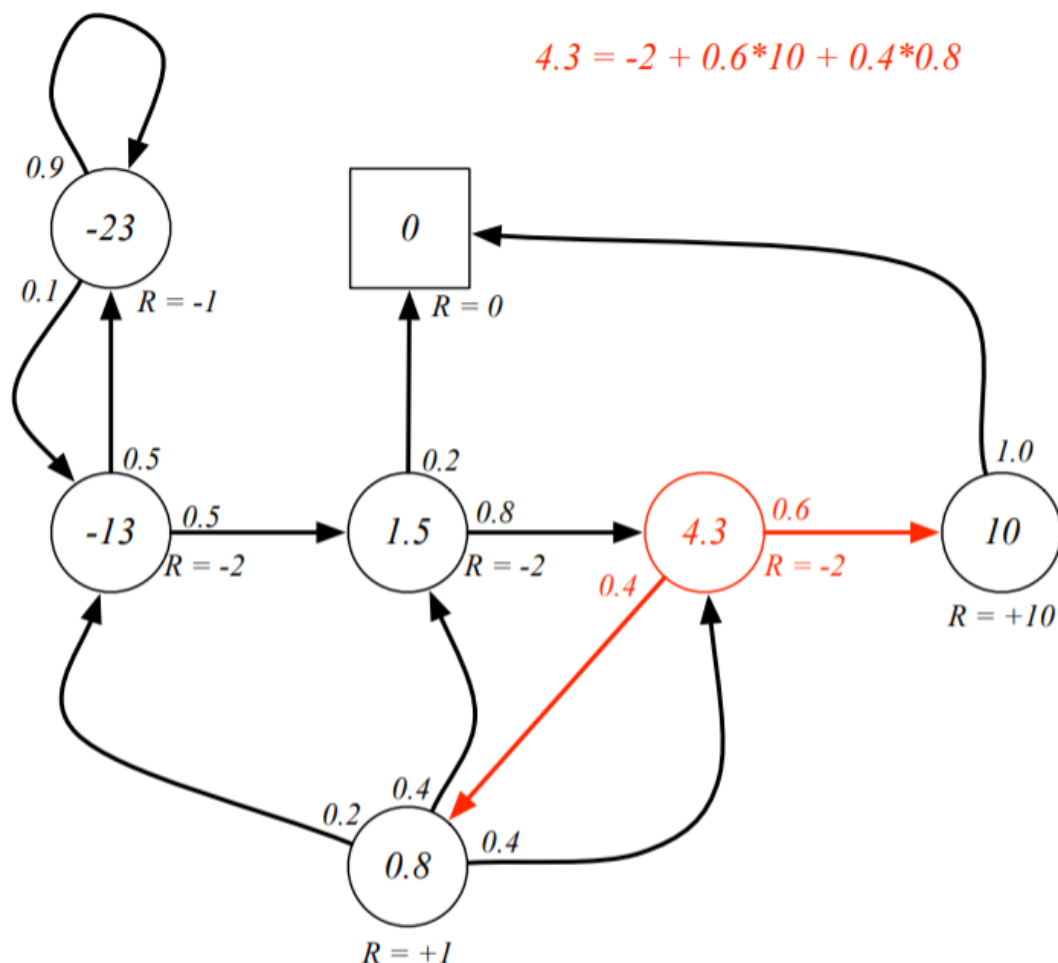 4.3 = -2 + 0.6*10 + 0.4*0.8
0.9
-23
0
0.1
R = -1
R = 0
0.5
0.2
1.0
-13
0.5
R = -2
1.5
0.8
R = -2
4.3
0.6
R = -2
10
0.4
R = +10
0.4
0.2
0.4
0.8
R = +1